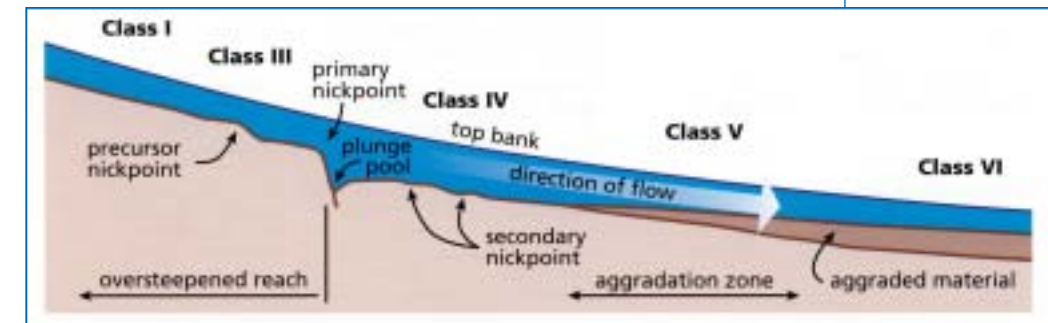 Class I
Class III
primary
nickpoint
Class IV
top bank
Class V
Class VI
precursor
nickpoint
plunge
pool
direction of flow
secondary
nickpoint
oversteepened reach
aggradation zone
aggraded material